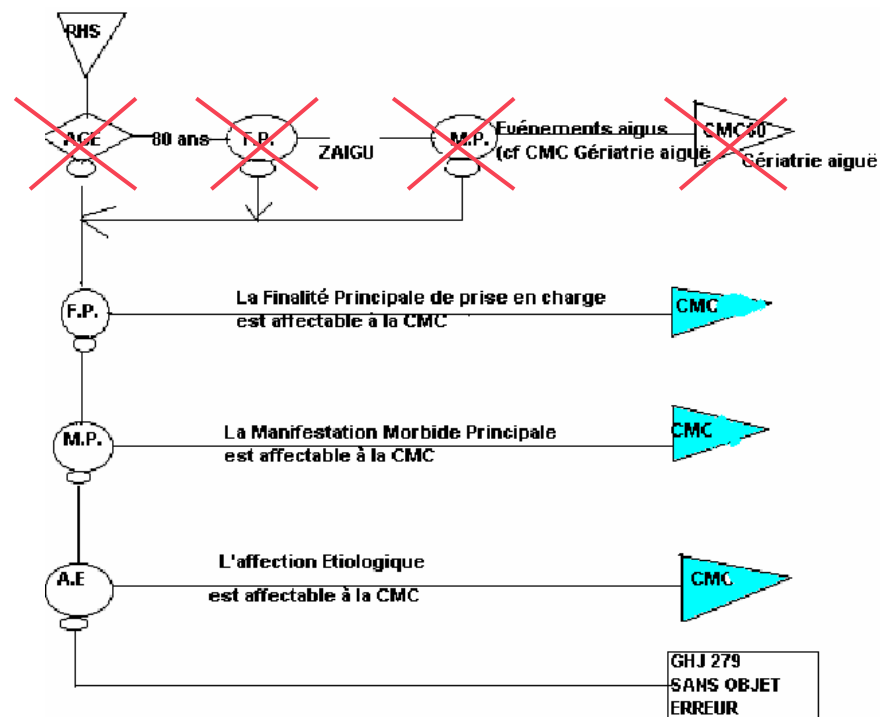 RHS
AGE
80 ans
F.P.
ZAIGU
M.P.
Evénements aigus
(cf CMC Gériatrie aiguë
CMC60
Gériatrie aiguë
F.P.
La Finalité Principale de prise en charge
est affectable à la CMC
CMC
M.P.
La Manifestation Morbide Principale
est affectable à la CMC
CMC
A.E
L'affection Etiologique
est affectable à la CMC
CMC
GHJ 279
SANS OBJET
ERREUR